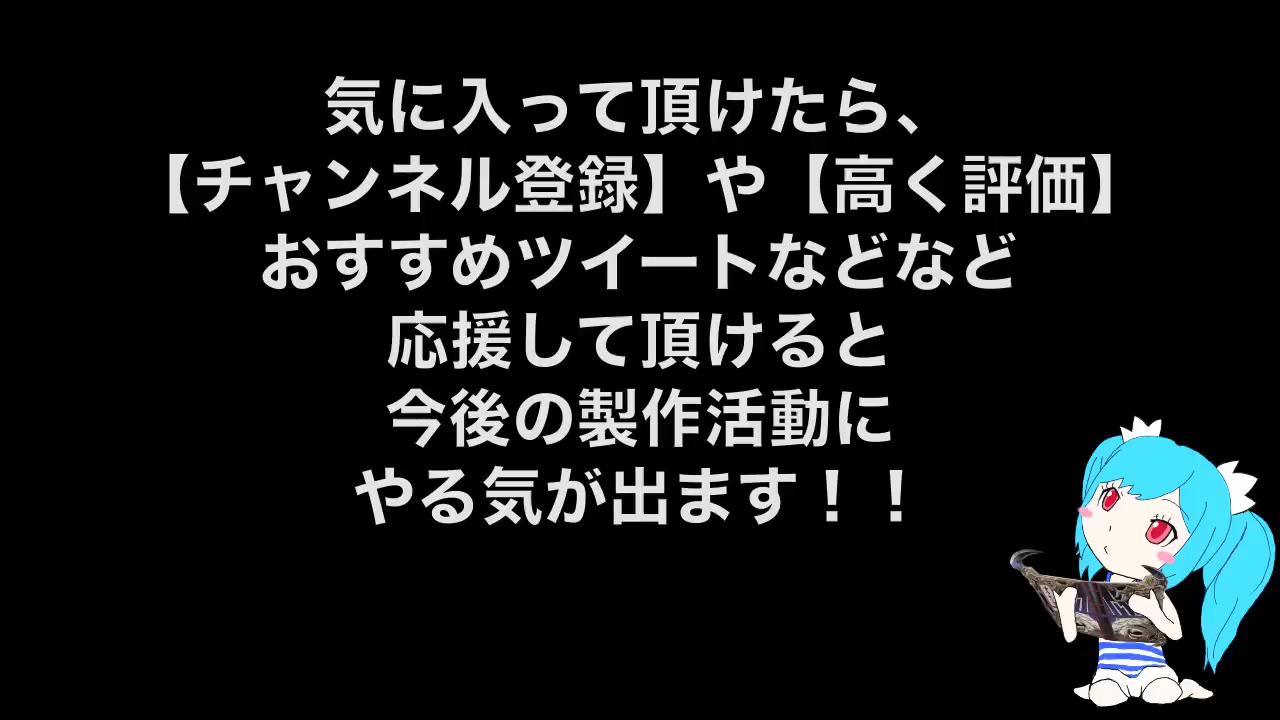 気に入って頂けたら、
【チャンネル登録】や【高く評価】
おすすめツイートなどなど
応援して頂けると
今後の製作活動に
やる気が出ます！！